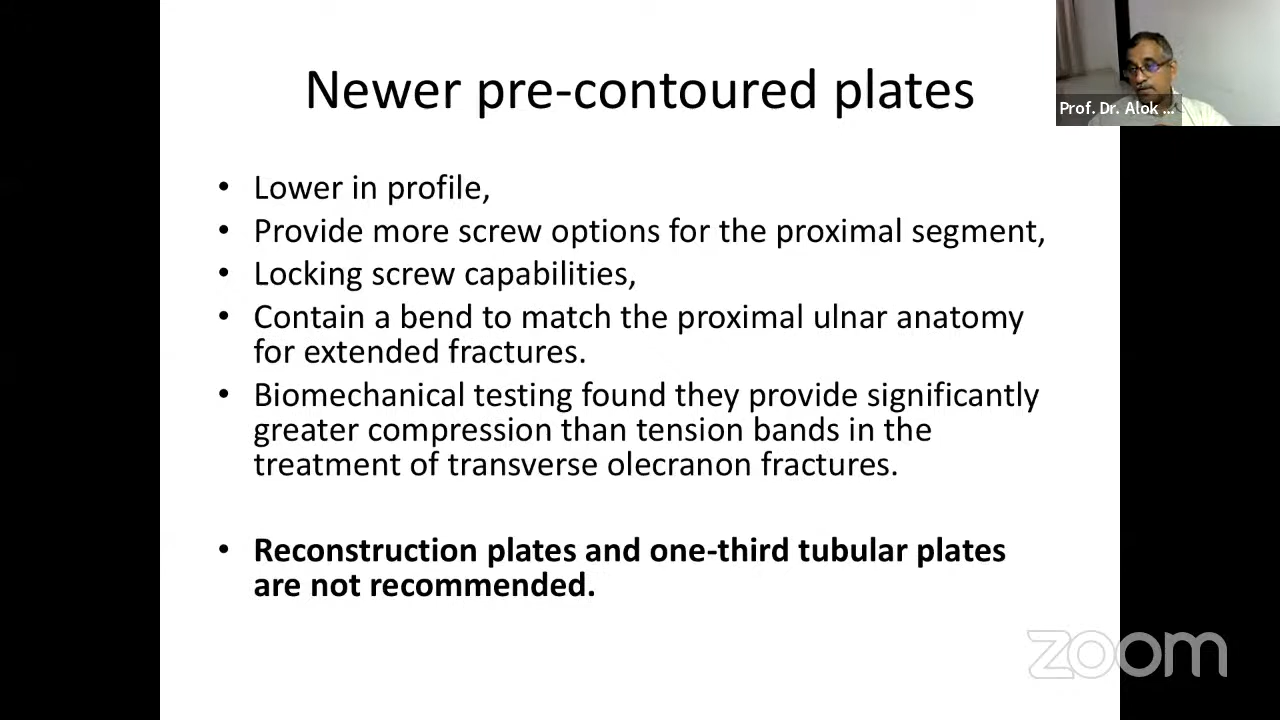 Newer pre-contoured plates
Prof. Dr. Alok ...
• Lower in profile,
• Provide more screw options for the proximal segment,
• Locking screw capabilities,
• Contain a bend to match the proximal ulnar anatomy
for extended fractures.
• Biomechanical testing found they provide significantly
greater compression than tension bands in the
treatment of transverse olecranon fractures.
• Reconstruction plates and one-third tubular plates
are not recommended.
zoom